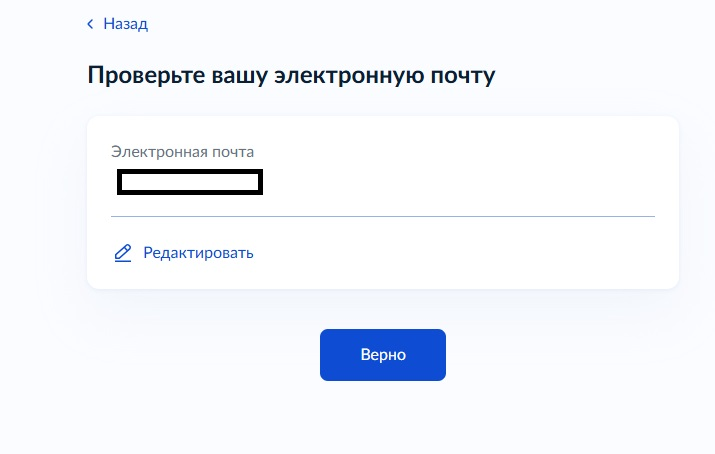 Назад
Проверьте вашу электронную почту
Электронная почта
Редактировать
Верно